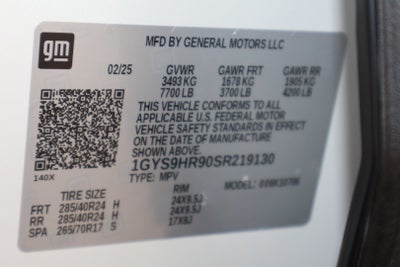 gm
MFD BY GENERAL MOTORS LLC
02/25 GVWR GAWR FRT GAWR RR
3493 KG 1678 KG 1905 KG
7700 LB 3700 LB 4200 LB
THIS VEHICLE CONFORMS TO ALL
APPLICABLE U.S. FEDERAL MOTOR
VEHICLE SAFETY STANDARDS IN EFFECT
ON THE DATE OF MANUFACTURE
SHOWN ABOVE.
1GYS9HR90SR219130
140X TYPE: MPV MODEL:
TIRE SIZE RIM
FRT 285/40R24 H 24X9.5J
RR 285/40R24 H 24X9.5J
SPA 265/70R17 S 17X8J